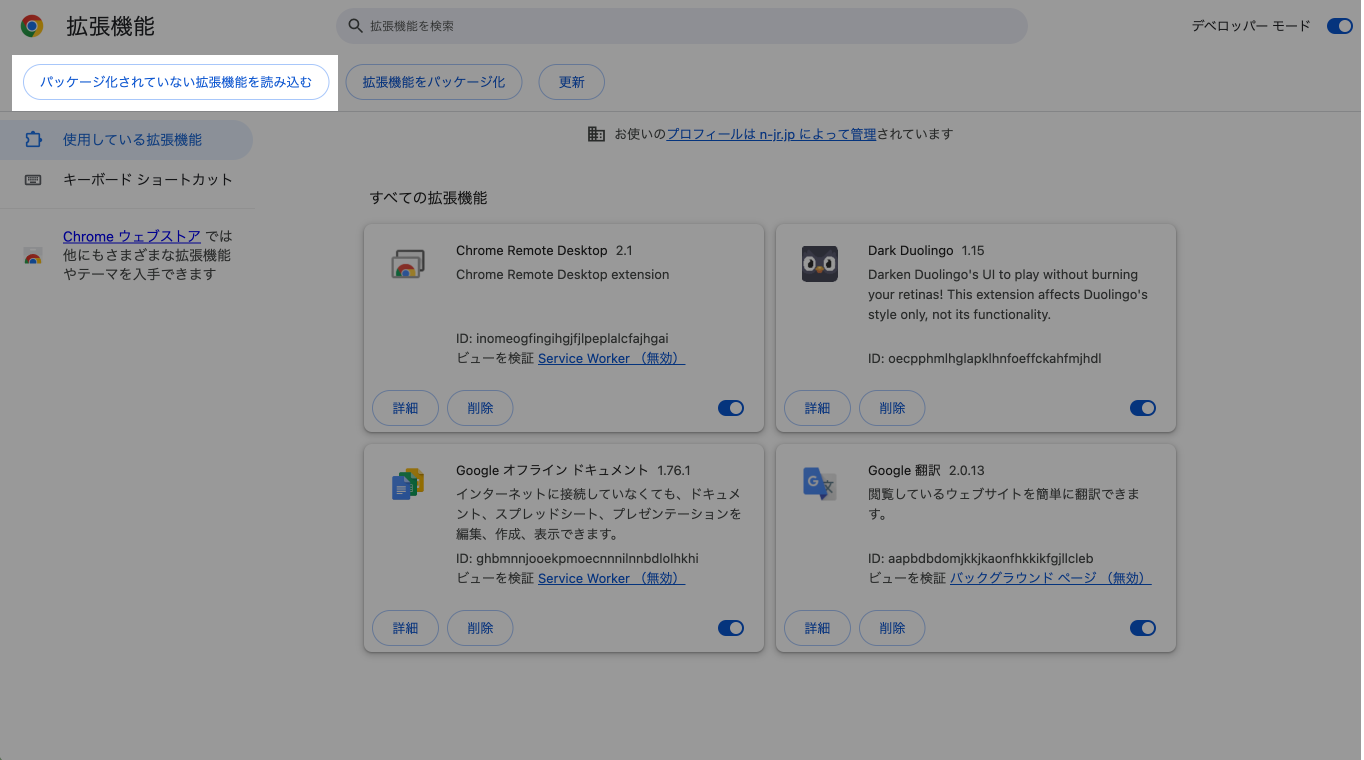 拡張機能
拡張機能を検索
デベロッパー モード
パッケージ化されていない拡張機能を読み込む
拡張機能をパッケージ化
更新
使用している拡張機能
キーボード ショートカット
Chrome ウェブストア では
他にもさまざまな拡張機能
やテーマを入手できます
お使いのプロフィールは n-jr.jp によって管理されています
すべての拡張機能
Chrome Remote Desktop 2.1
Chrome Remote Desktop extension
ID: inomeogfingihgjfjlpeplalcfajhgai
ビューを検証 Service Worker （無効）
詳細
削除
Dark Duolingo 1.15
Darken Duolingo's UI to play without burning
your retinas! This extension affects Duolingo's
style only, not its functionality.
ID: oecpphmlhglapklhnfoeffckahfmjhdl
詳細
削除
Google オフライン ドキュメント 1.76.1
インターネットに接続していなくても、ドキュメ
ント、スプレッドシート、プレゼンテーションを
編集、作成、表示できます。
ID: ghbmnnjooekpmoecnnnilnnbdlolhkhi
ビューを検証 Service Worker （無効）
詳細
削除
Google 翻訳 2.0.13
閲覧しているウェブサイトを簡単に翻訳できま
す。
ID: aapbdbdomjkkjkaonfhkkikfgjllcleb
ビューを検証 バックグラウンド ページ （無効）
詳細
削除